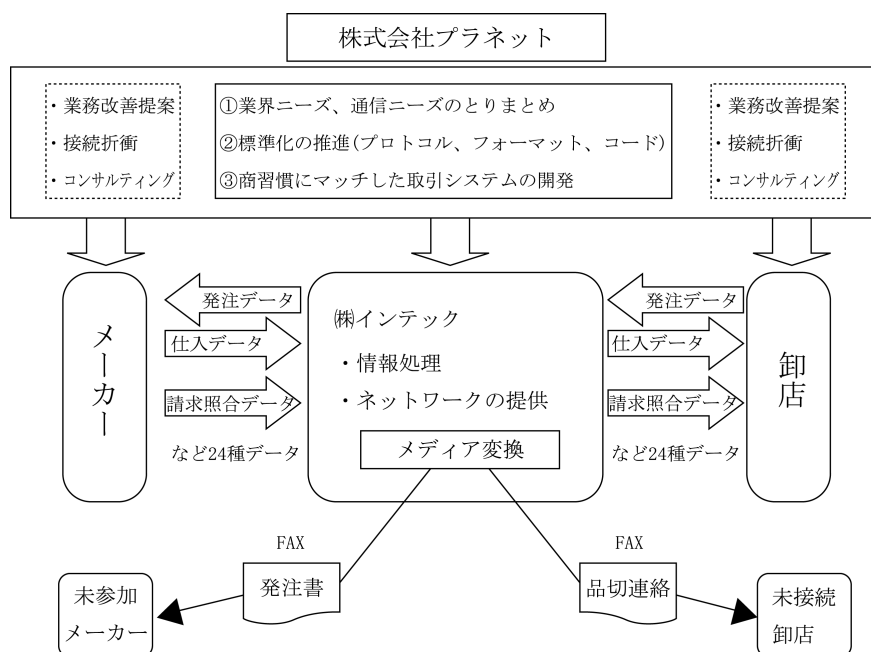 株式会社プラネット
・業務改善提案
・接続折衝
・コンサルティング
①業界ニーズ、通信ニーズのとりまとめ
②標準化の推進(プロトコル、フォーマット、コード)
③商習慣にマッチした取引システムの開発
・業務改善提案
・接続折衝
・コンサルティング
メーカー
発注データ
仕入データ
請求照合データ
など24種データ
㈱インテック
・情報処理
・ネットワークの提供
メディア変換
発注データ
仕入データ
請求照合データ
など24種データ
卸店
FAX
発注書
FAX
品切連絡
未参加
メーカー
未接続
卸店